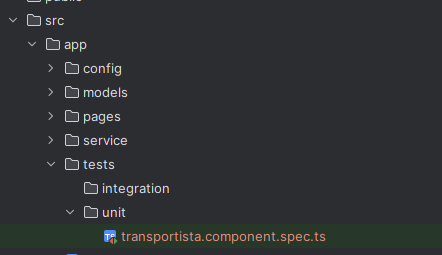 public
src
app
config
models
pages
service
tests
integration
unit
transportista.component.spec.ts